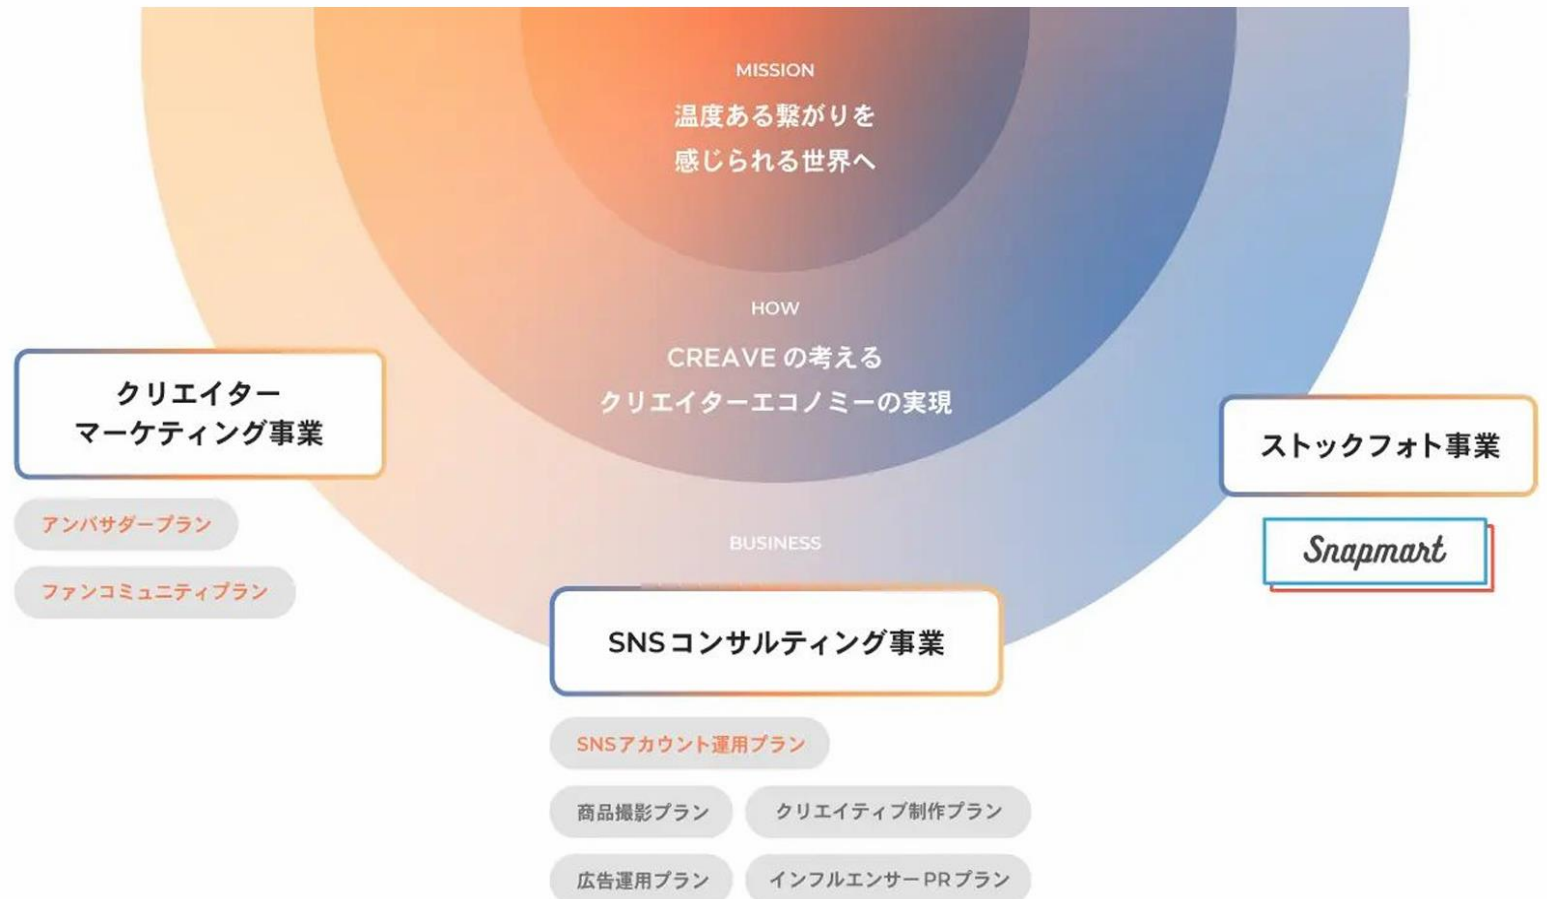 MISSION
温度ある繋がりを
感じられる世界へ
HOW
CREAVE の考える
クリエイターエコノミーの実現
BUSINESS
クリエイター
マーケティング事業
アンバサダープラン
ファンコミュニティプラン
SNSコンサルティング事業
SNSアカウント運用プラン
商品撮影プラン
クリエイティブ制作プラン
広告運用プラン
インフルエンサーPRプラン
ストックフォト事業
Snapmart